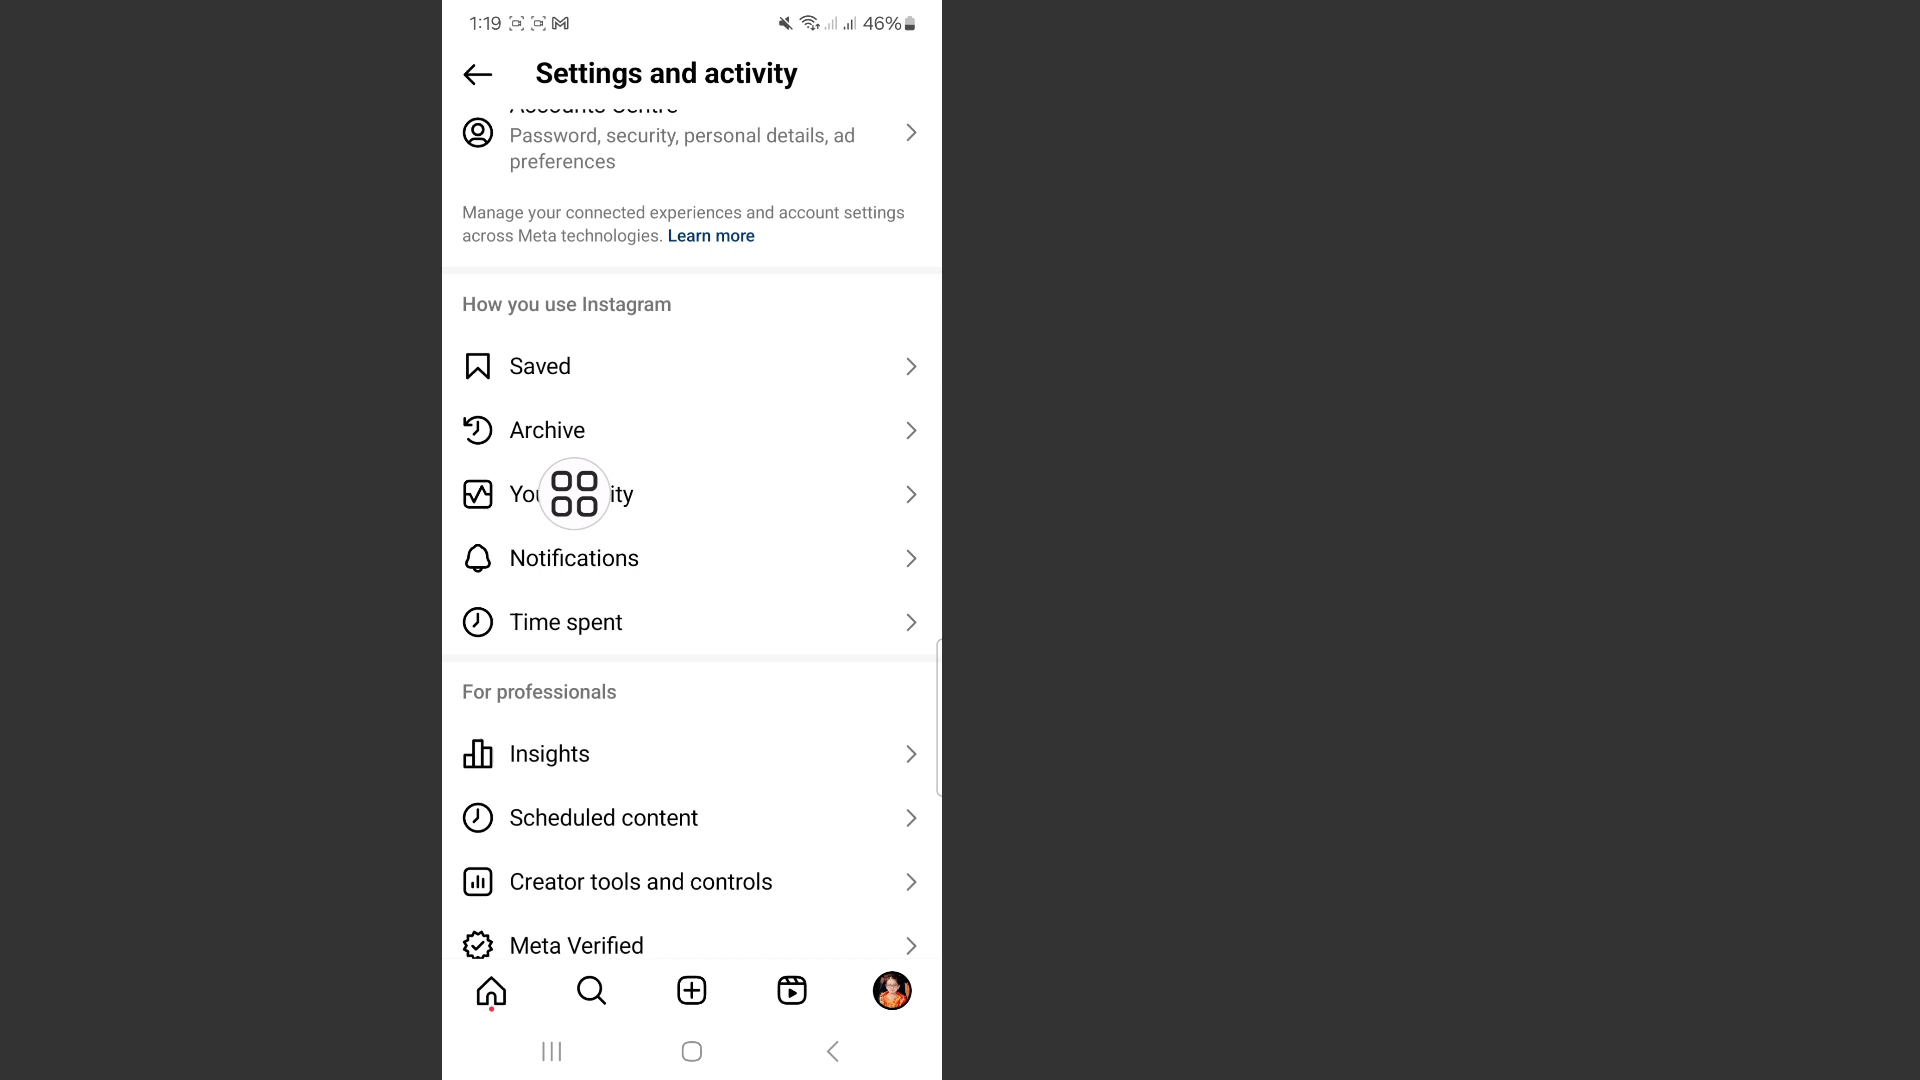 1:19 46%
Settings and activity
Accounts Centre
Password, security, personal details, ad
preferences
Manage your connected experiences and account settings
across Meta technologies. Learn more
How you use Instagram
Saved
Archive
ity
Notifications
Time spent
For professionals
Insights
Scheduled content
Creator tools and controls
Meta Verified